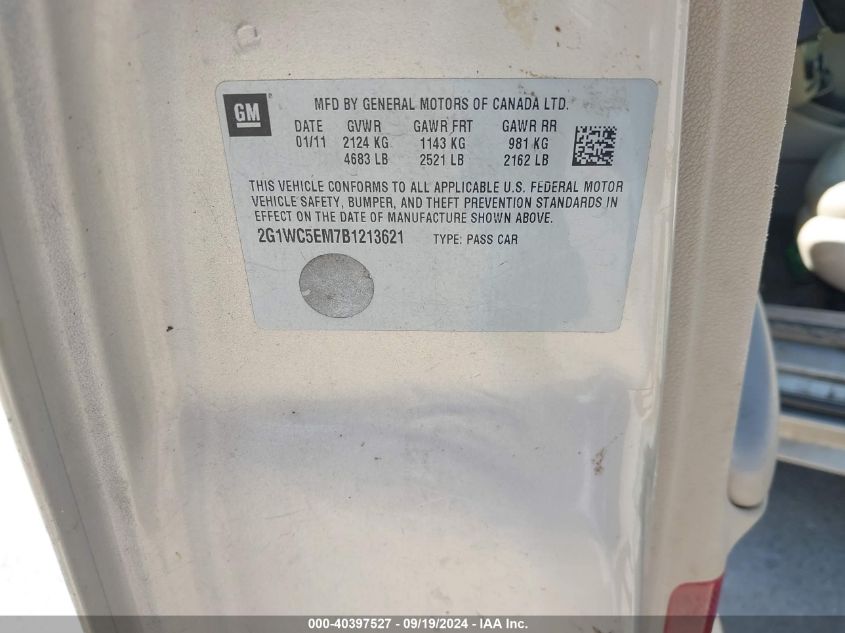 GM
MFD BY GENERAL MOTORS OF CANADA LTD.
DATE GVWR GAWR FRT GAWR RR
01/11 2124 KG 1143 KG 981 KG
4683 LB 2521 LB 2162 LB
THIS VEHICLE CONFORMS TO ALL APPLICABLE U.S. FEDERAL MOTOR
VEHICLE SAFETY, BUMPER, AND THEFT PREVENTION STANDARDS IN
EFFECT ON THE DATE OF MANUFACTURE SHOWN ABOVE.
2G1WC5EM7B1213621 TYPE: PASS CAR
000-40397527 - 09/19/2024 - IAA Inc.